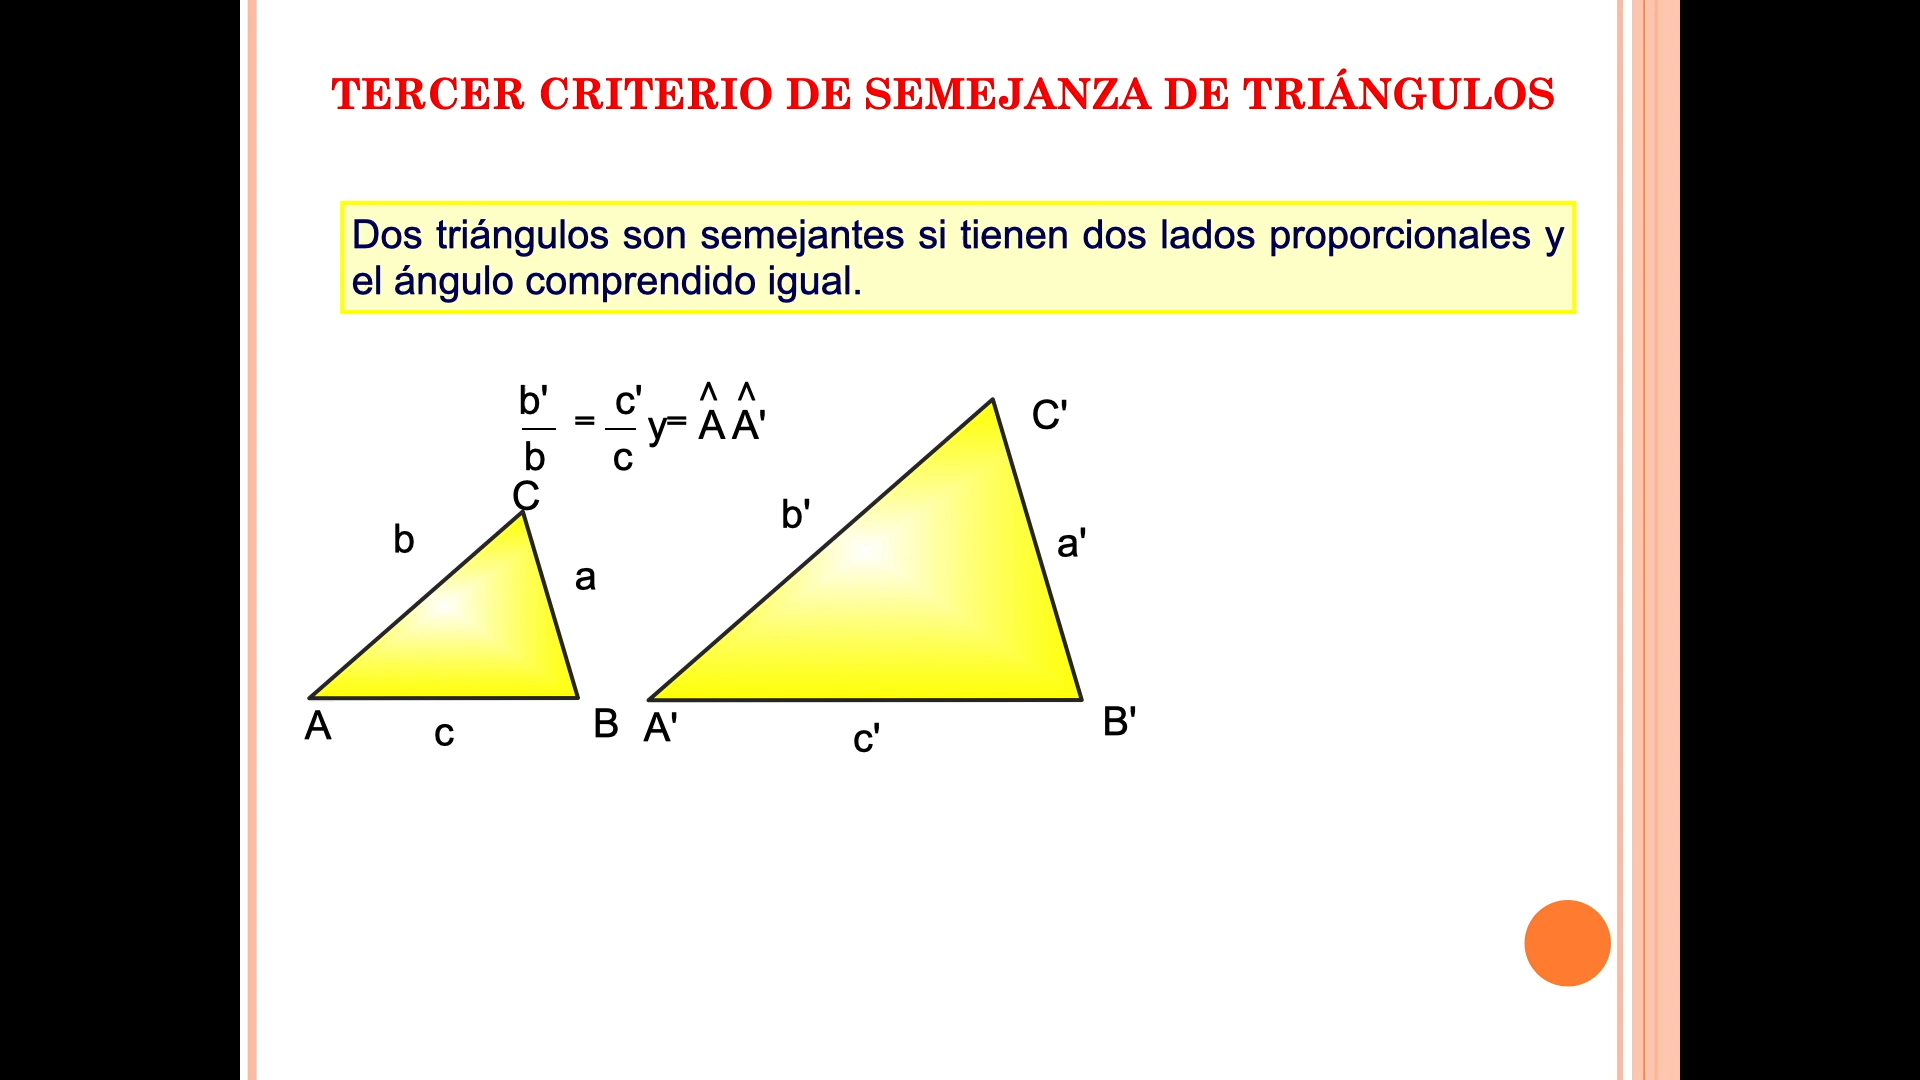 TERCER CRITERIO DE SEMEJANZA DE TRIÁNGULOS
Dos triángulos son semejantes si tienen dos lados proporcionales y
el ángulo comprendido igual.
^ ^
b' c'
= y= A A'
b c
C
C'
b
b'
a
a'
A
c
B
A'
c'
B'